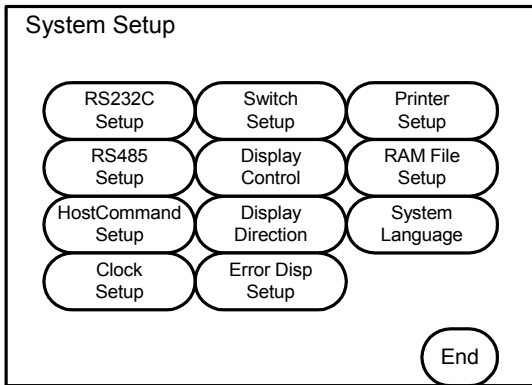 System Setup
RS232C
Setup
Switch
Setup
Printer
Setup
RS485
Setup
Display
Control
RAM File
Setup
HostCommand
Setup
Display
Direction
System
Language
Clock
Setup
Error Disp
Setup
End